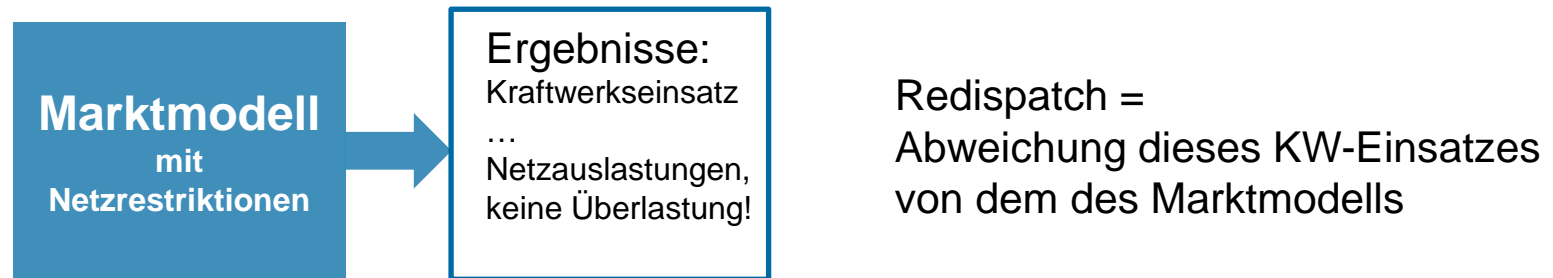 Marktmodell
mit
Netzrestriktionen
Ergebnisse:
Kraftwerkseinsatz
…
Netzauslastungen,
keine Überlastung!
Redispatch =
Abweichung dieses KW-Einsatzes
von dem des Marktmodells